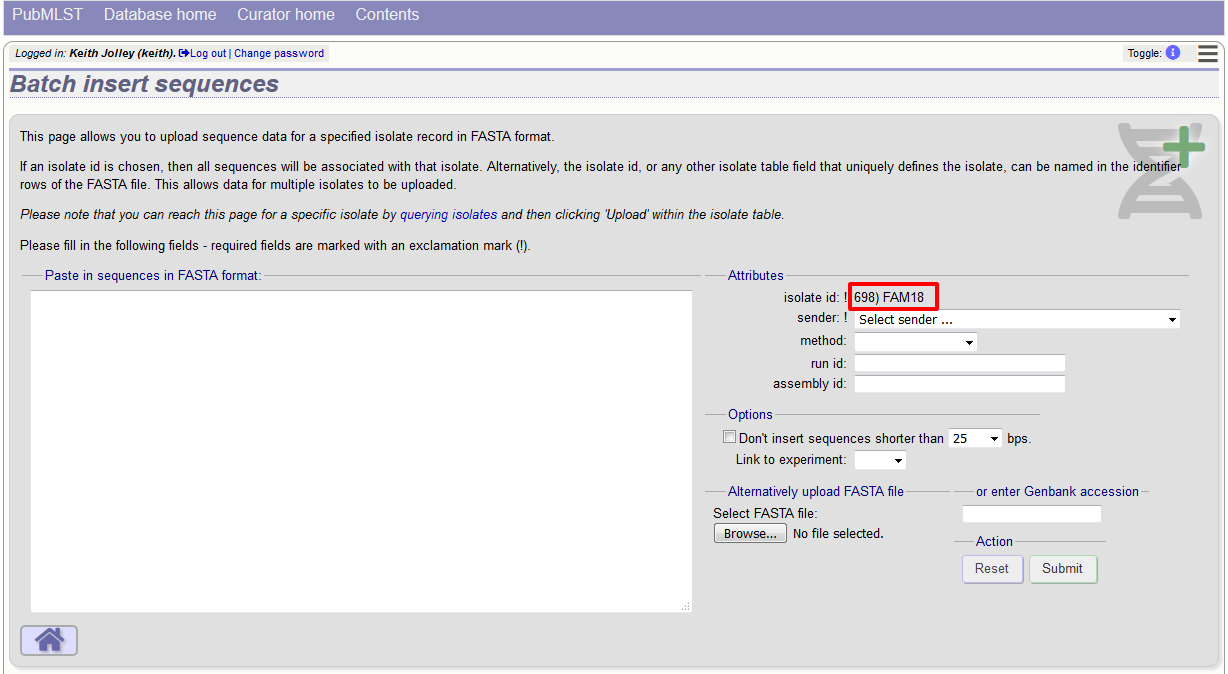 PubMLST Database home Curator home Contents
Logged in: Keith Jolley (keith). Log out | Change password
Toggle: i
Batch insert sequences
This page allows you to upload sequence data for a specified isolate record in FASTA format.
If an isolate id is chosen, then all sequences will be associated with that isolate. Alternatively, the isolate id, or any other isolate table field that uniquely defines the isolate, can be named in the identifier
rows of the FASTA file. This allows data for multiple isolates to be uploaded.
Please note that you can reach this page for a specific isolate by querying isolates and then clicking 'Upload' within the isolate table.
Please fill in the following fields - required fields are marked with an exclamation mark (!).
Paste in sequences in FASTA format:
Attributes
isolate id: ! 698) FAM18
sender: ! Select sender ...
method:
run id:
assembly id:
Options
Don't insert sequences shorter than 25 bps.
Link to experiment:
Alternatively upload FASTA file
Select FASTA file:
Browse... No file selected.
or enter Genbank accession
Action
Reset Submit